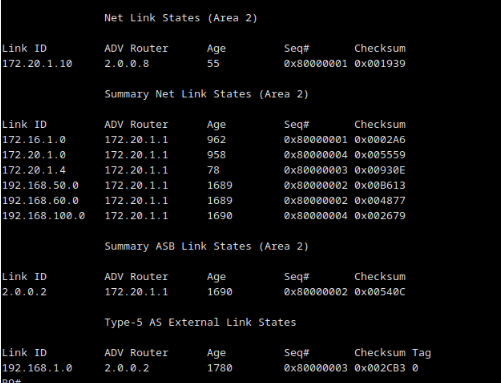 Net Link States (Area 2)
Link ID ADV Router Age Seq# Checksum
172.20.1.10 2.0.0.8 55 0x80000001 0x001939
Summary Net Link States (Area 2)
Link ID ADV Router Age Seq# Checksum
172.16.1.0 172.20.1.1 962 0x80000001 0x0002A6
172.20.1.0 172.20.1.1 958 0x80000004 0x005559
172.20.1.4 172.20.1.1 78 0x80000003 0x00930E
192.168.50.0 172.20.1.1 1689 0x80000002 0x00B613
192.168.60.0 172.20.1.1 1689 0x80000002 0x004877
192.168.100.0 172.20.1.1 1690 0x80000004 0x002679
Summary ASB Link States (Area 2)
Link ID ADV Router Age Seq# Checksum
2.0.0.2 172.20.1.1 1690 0x80000002 0x00540C
Type-5 AS External Link States
Link ID ADV Router Age Seq# Checksum Tag
192.168.1.0 2.0.0.2 1780 0x80000003 0x002CB3 0